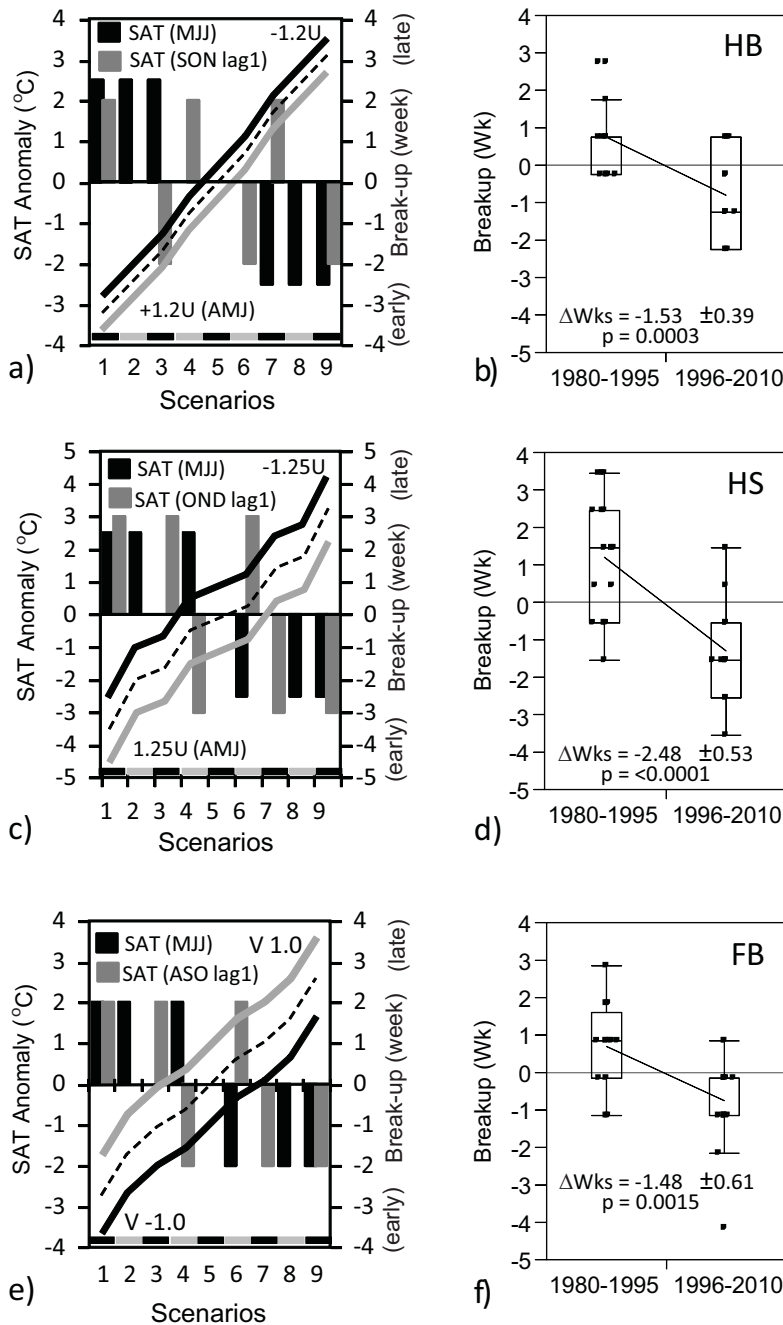 4 4
SAT (MJJ) -1.2U
3 3
SAT (SON lag1)
2 2
1 1
0 0
-1 -1
-2 -2
-3 -3
+1.2U (AMJ)
-4 -4
SAT Anomaly (°C)
Break-up (week)
(late)
(early)
1 2 3 4 5 6 7 8 9
Scenarios
a)
4
HB
3
2
1
0
-1
-2
-3
-4
-5
Breakup (Wk)
ΔWks = -1.53 ±0.39
p = 0.0003
1980-1995 1996-2010
b)
5 5
SAT (MJJ) -1.25U
4 4
SAT (OND lag1)
3 3
2 2
1 1
0 0
-1 -1
-2 -2
-3 -3
-4 -4
1.25U (AMJ)
-5 -5
SAT Anomaly (°C)
Break-up (week)
(late)
(early)
1 2 3 4 5 6 7 8 9
Scenarios
c)
4
HS
3
2
1
0
-1
-2
-3
-4
-5
Breakup (Wk)
ΔWks = -2.48 ±0.53
p = <0.0001
1980-1995 1996-2010
d)
4 4
SAT (MJJ) V 1.0
3 3
SAT (ASO lag1)
2 2
1 1
0 0
-1 -1
-2 -2
-3 -3
V -1.0
-4 -4
SAT Anomaly (°C)
Break-up (week)
(late)
(early)
1 2 3 4 5 6 7 8 9
Scenarios
e)
4
FB
3
2
1
0
-1
-2
-3
-4
-5
Breakup (Wk)
ΔWks = -1.48 ±0.61
p = 0.0015
1980-1995 1996-2010
f)